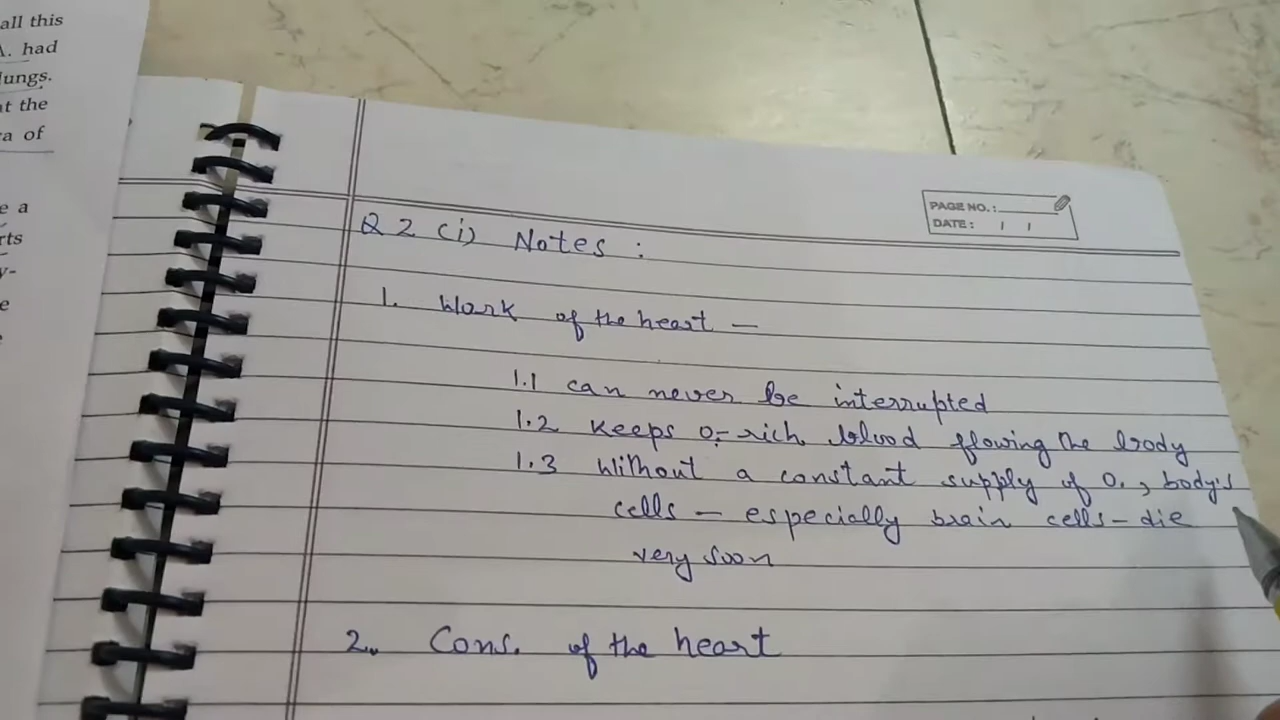 all this
A. had
lungs.
at the
a of
e a
rts
y-
e
PAGE NO.:
DATE: / /
Q 2 (i) Notes :
1. Work of the heart —
1.1 can never be interrupted
1.2 Keeps o- rich blood flowing the body
1.3 Without a constant supply of O., body's
cells – especially brain cells – die
very soon
2. Cons. of the heart